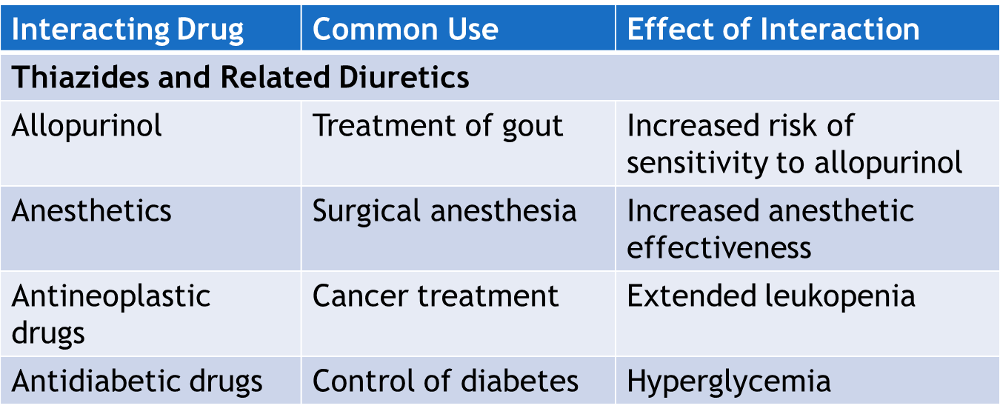 Interacting Drug Common Use Effect of Interaction
Thiazides and Related Diuretics
Allopurinol Treatment of gout Increased risk of
sensitivity to allopurinol
Anesthetics Surgical anesthesia Increased anesthetic
effectiveness
Antineoplastic Cancer treatment Extended leukopenia
drugs
Antidiabetic drugs Control of diabetes Hyperglycemia